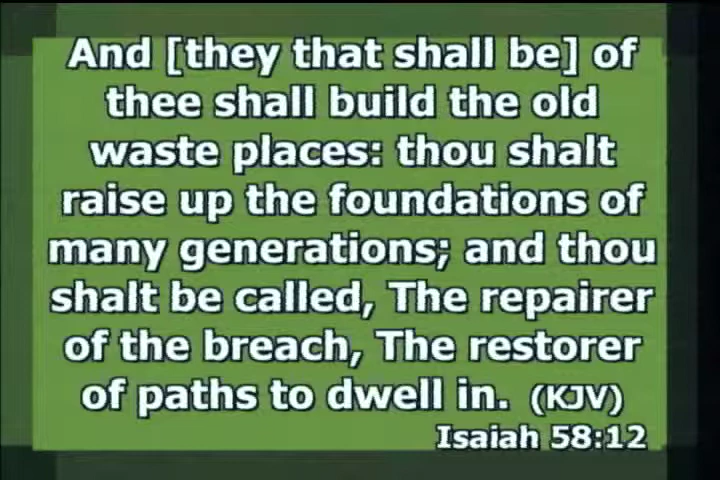 And [they that shall be] of
thee shall build the old
waste places: thou shalt
raise up the foundations of
many generations; and thou
shalt be called, The repairer
of the breach, The restorer
of paths to dwell in. (KJV)
Isaiah 58:12